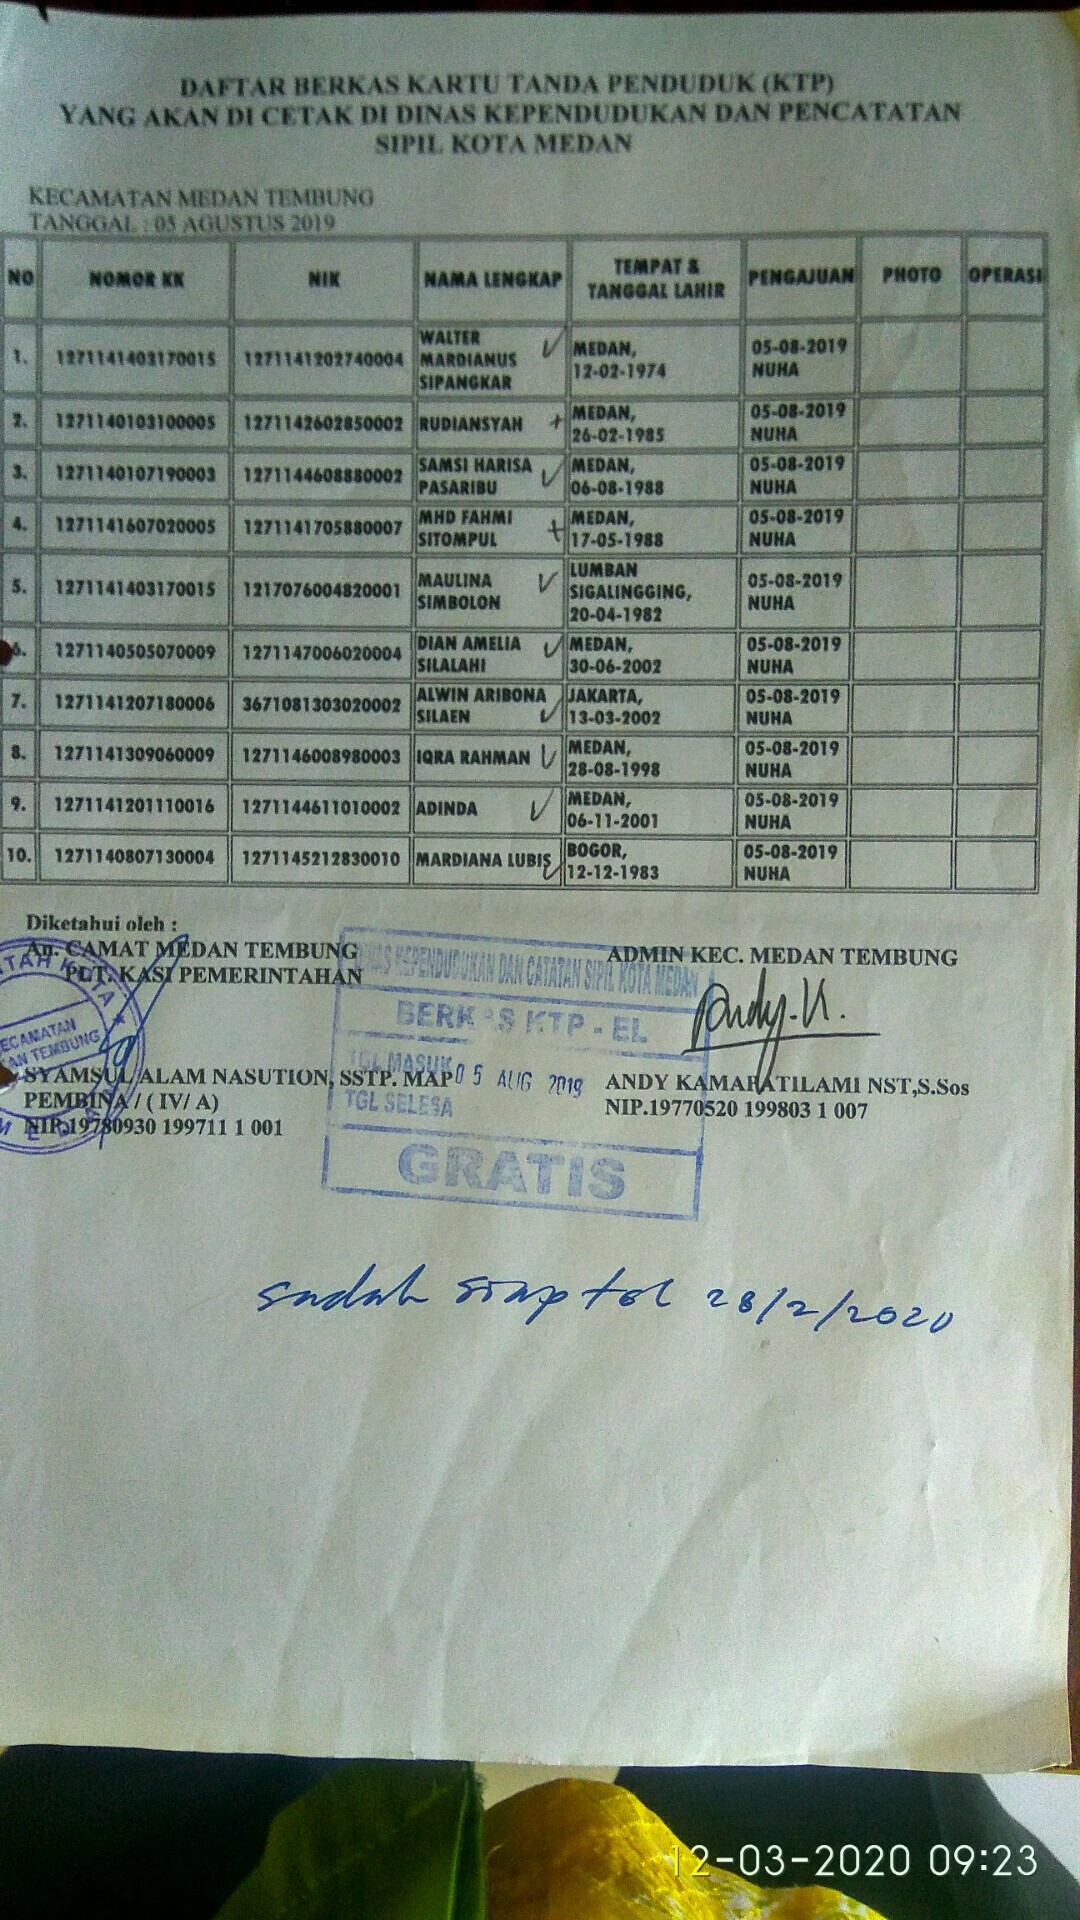 DAFTAR BERKAS KARTU TANDA PENDUDUK (KTP)
YANG AKAN DI CETAK DI DINAS KEPENDUDUKAN DAN PENCATATAN
SIPIL KOTA MEDAN
KECAMATAN MEDAN TEMBUNG
TANGGAL : 05 AGUSTUS 2019
NO NOMOR KK NIK NAMA LENGKAP TEMPAT & TANGGAL LAHIR PENGAJUAN PHOTO OPERASI
1. 1271141403170015 1271141202740004 WALTER MARDIANUS SIPANGKAR MEDAN, 12-02-1974 05-08-2019 NUHA
2. 1271140103100005 1271142602850002 RUDIANSYAH MEDAN, 26-02-1985 05-08-2019 NUHA
3. 1271140107190003 1271144608880002 SAMSI HARISA PASARIBU MEDAN, 06-08-1988 05-08-2019 NUHA
4. 1271141607020005 1271141705880007 MHD FAHMI SITOMPUL MEDAN, 17-05-1988 05-08-2019 NUHA
5. 1271141403170015 1217076004820001 MAULINA SIMBOLON LUMBAN SIGALINGGING, 20-04-1982 05-08-2019 NUHA
6. 1271140505070009 1271147006020004 DIAN AMELIA SILALAHI MEDAN, 30-06-2002 05-08-2019 NUHA
7. 1271141207180006 3671081303020002 ALWIN ARIBONA SILAEN JAKARTA, 13-03-2002 05-08-2019 NUHA
8. 1271141309060009 1271146008980003 IQRA RAHMAN MEDAN, 28-08-1998 05-08-2019 NUHA
9. 1271141201110016 1271144611010002 ADINDA MEDAN, 06-11-2001 05-08-2019 NUHA
10. 1271140807130004 1271145212830010 MARDIANA LUBIS BOGOR, 12-12-1983 05-08-2019 NUHA
Diketahui oleh :
An. CAMAT MEDAN TEMBUNG
PLT. KASI PEMERINTAHAN
SYAMSUL ALAM NASUTION, SSTP. MAP
PEMBINA / ( IV/ A)
NIP.19780930 199711 1 001
DINAS KEPENDUDUKAN DAN CATATAN SIPIL KOTA MEDAN
BERKAS KTP - EL
TGL MASUK 05 AUG 2019
TGL SELESA
GRATIS
ADMIN KEC. MEDAN TEMBUNG
ANDY KAMAPATILAMI NST,S.Sos
NIP.19770520 199803 1 007
sudah siap tgl 28/2/2020
12-03-2020 09:23